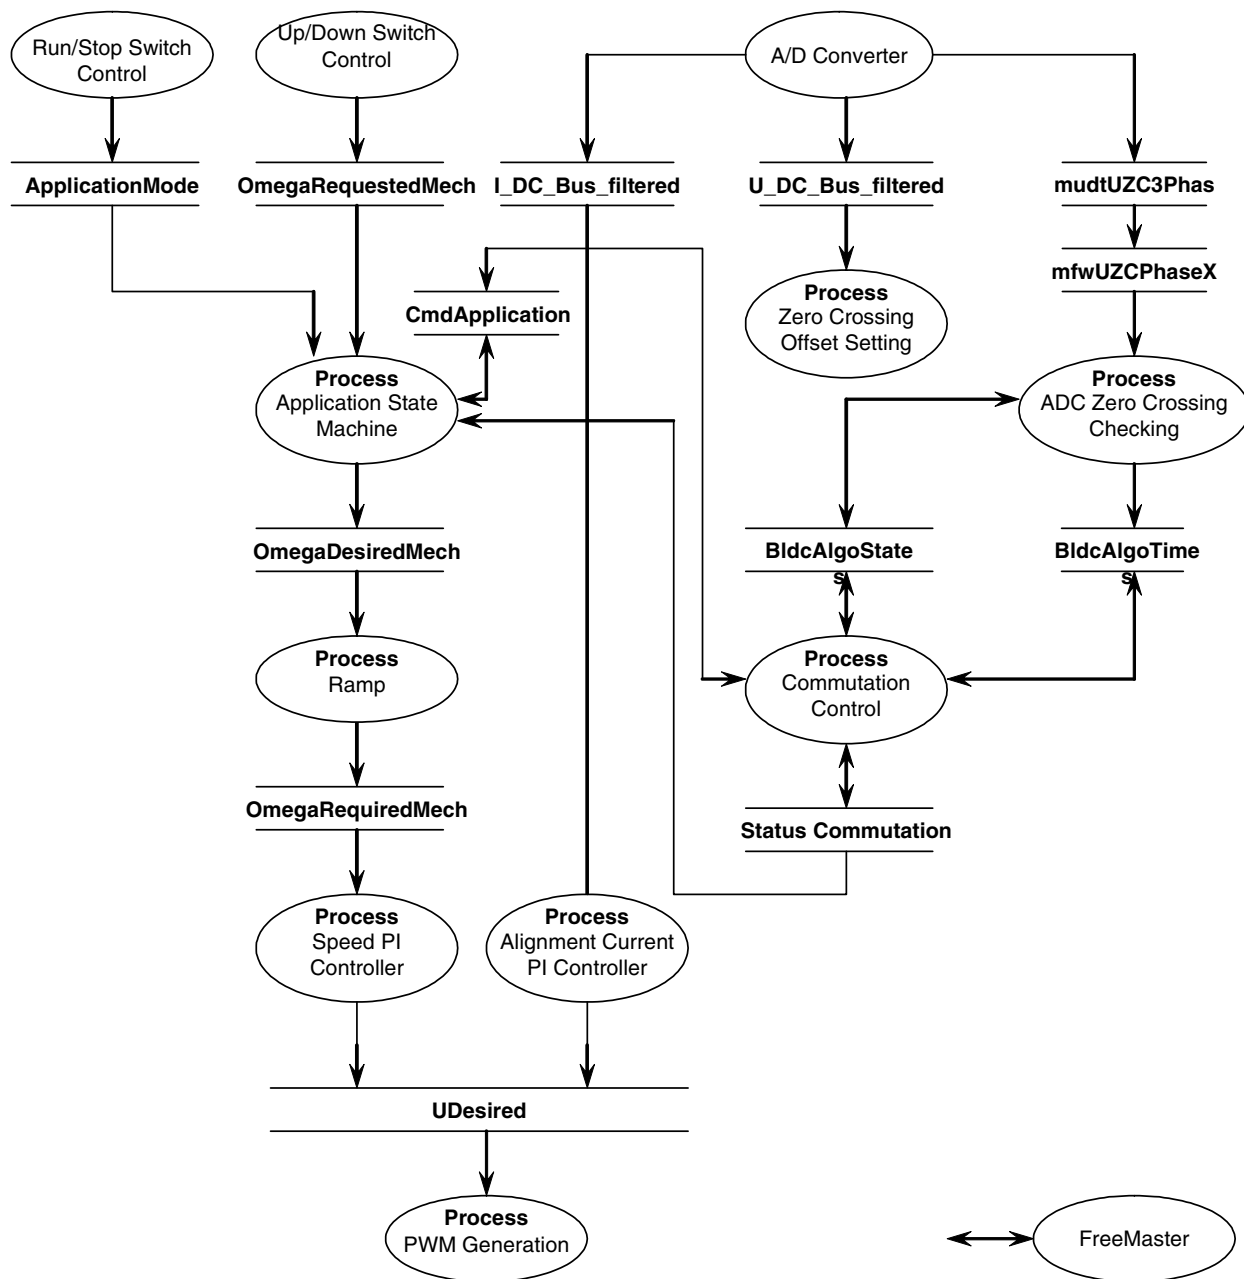 Run/Stop Switch
Control
Up/Down Switch
Control
A/D Converter
ApplicationMode
OmegaRequestedMech
I_DC_Bus_filtered
U_DC_Bus_filtered
mudtUZC3Phas
mfwUZCPhaseX
CmdApplication
Process
Zero Crossing
Offset Setting
Process
Application State
Machine
Process
ADC Zero Crossing
Checking
OmegaDesiredMech
BldcAlgoState
s
BldcAlgoTime
s
Process
Ramp
Process
Commutation
Control
OmegaRequiredMech
Status Commutation
Process
Speed PI
Controller
Process
Alignment Current
PI Controller
UDesired
Process
PWM Generation
FreeMaster